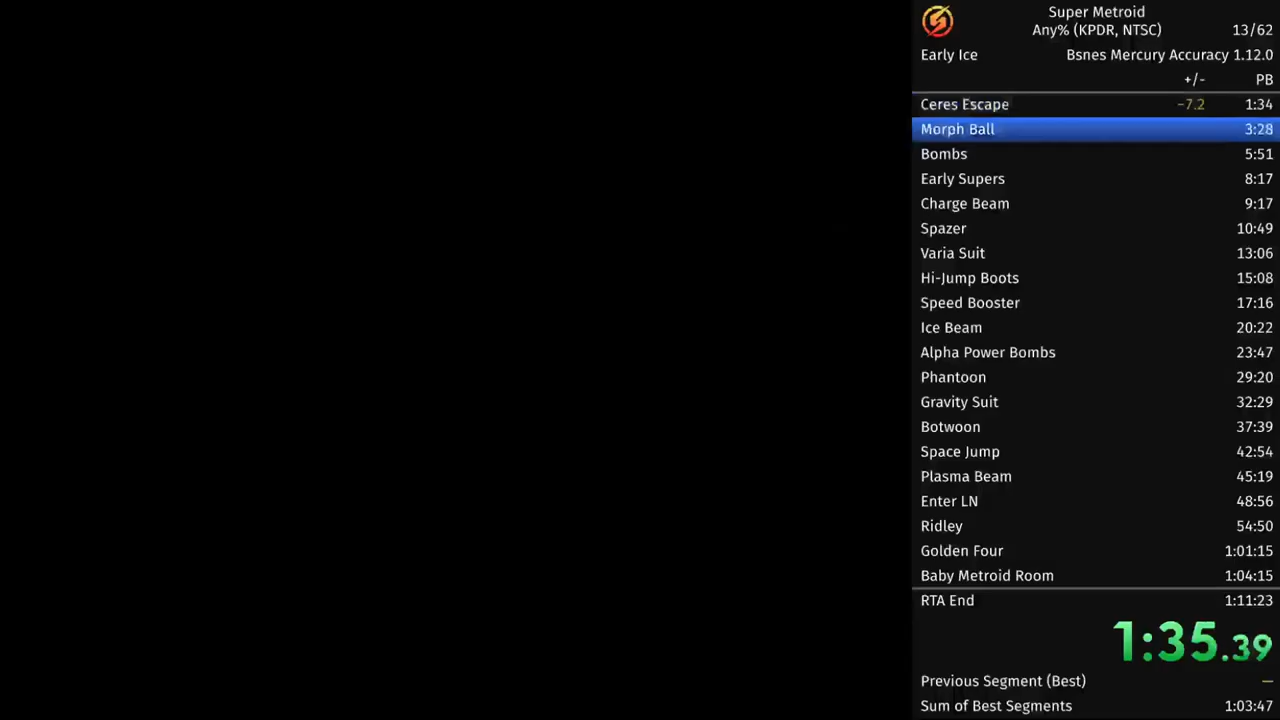 Super Metroid
Any% (KPDR, NTSC) 13/62
Early Ice Bsnes Mercury Accuracy 1.12.0
+/- PB
Ceres Escape −7.2 1:34
Morph Ball 3:28
Bombs 5:51
Early Supers 8:17
Charge Beam 9:17
Spazer 10:49
Varia Suit 13:06
Hi-Jump Boots 15:08
Speed Booster 17:16
Ice Beam 20:22
Alpha Power Bombs 23:47
Phantoon 29:20
Gravity Suit 32:29
Botwoon 37:39
Space Jump 42:54
Plasma Beam 45:19
Enter LN 48:56
Ridley 54:50
Golden Four 1:01:15
Baby Metroid Room 1:04:15
RTA End 1:11:23
1:35.39
Previous Segment (Best) —
Sum of Best Segments 1:03:47